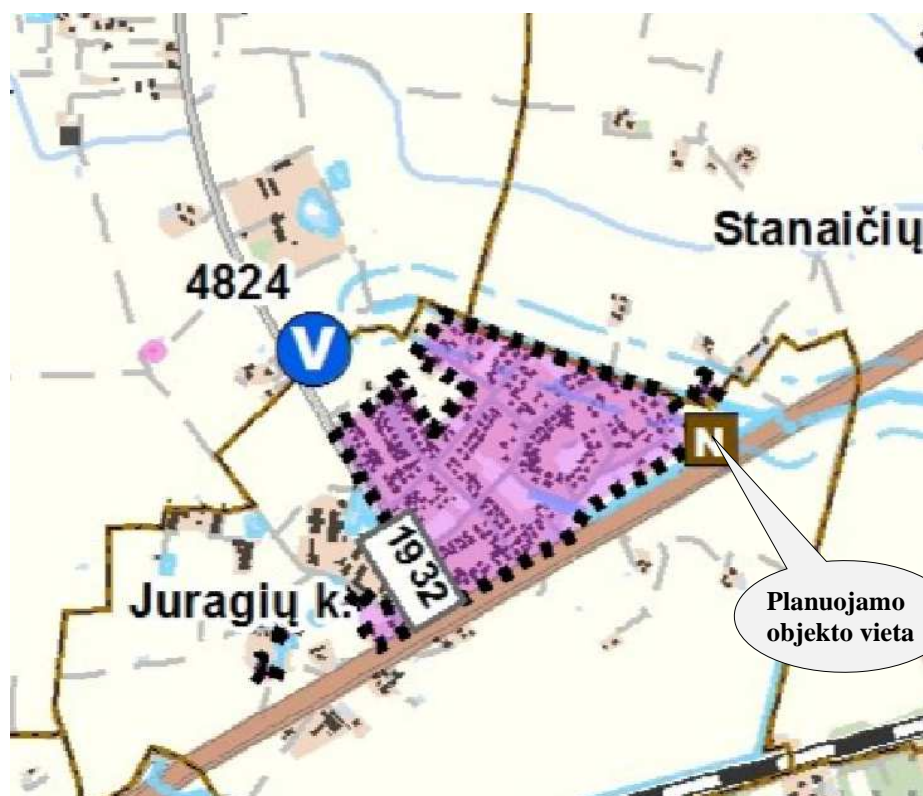 Stanaičių
4824
V
N
1932
Juragių k.
Planuojamo
objekto vieta